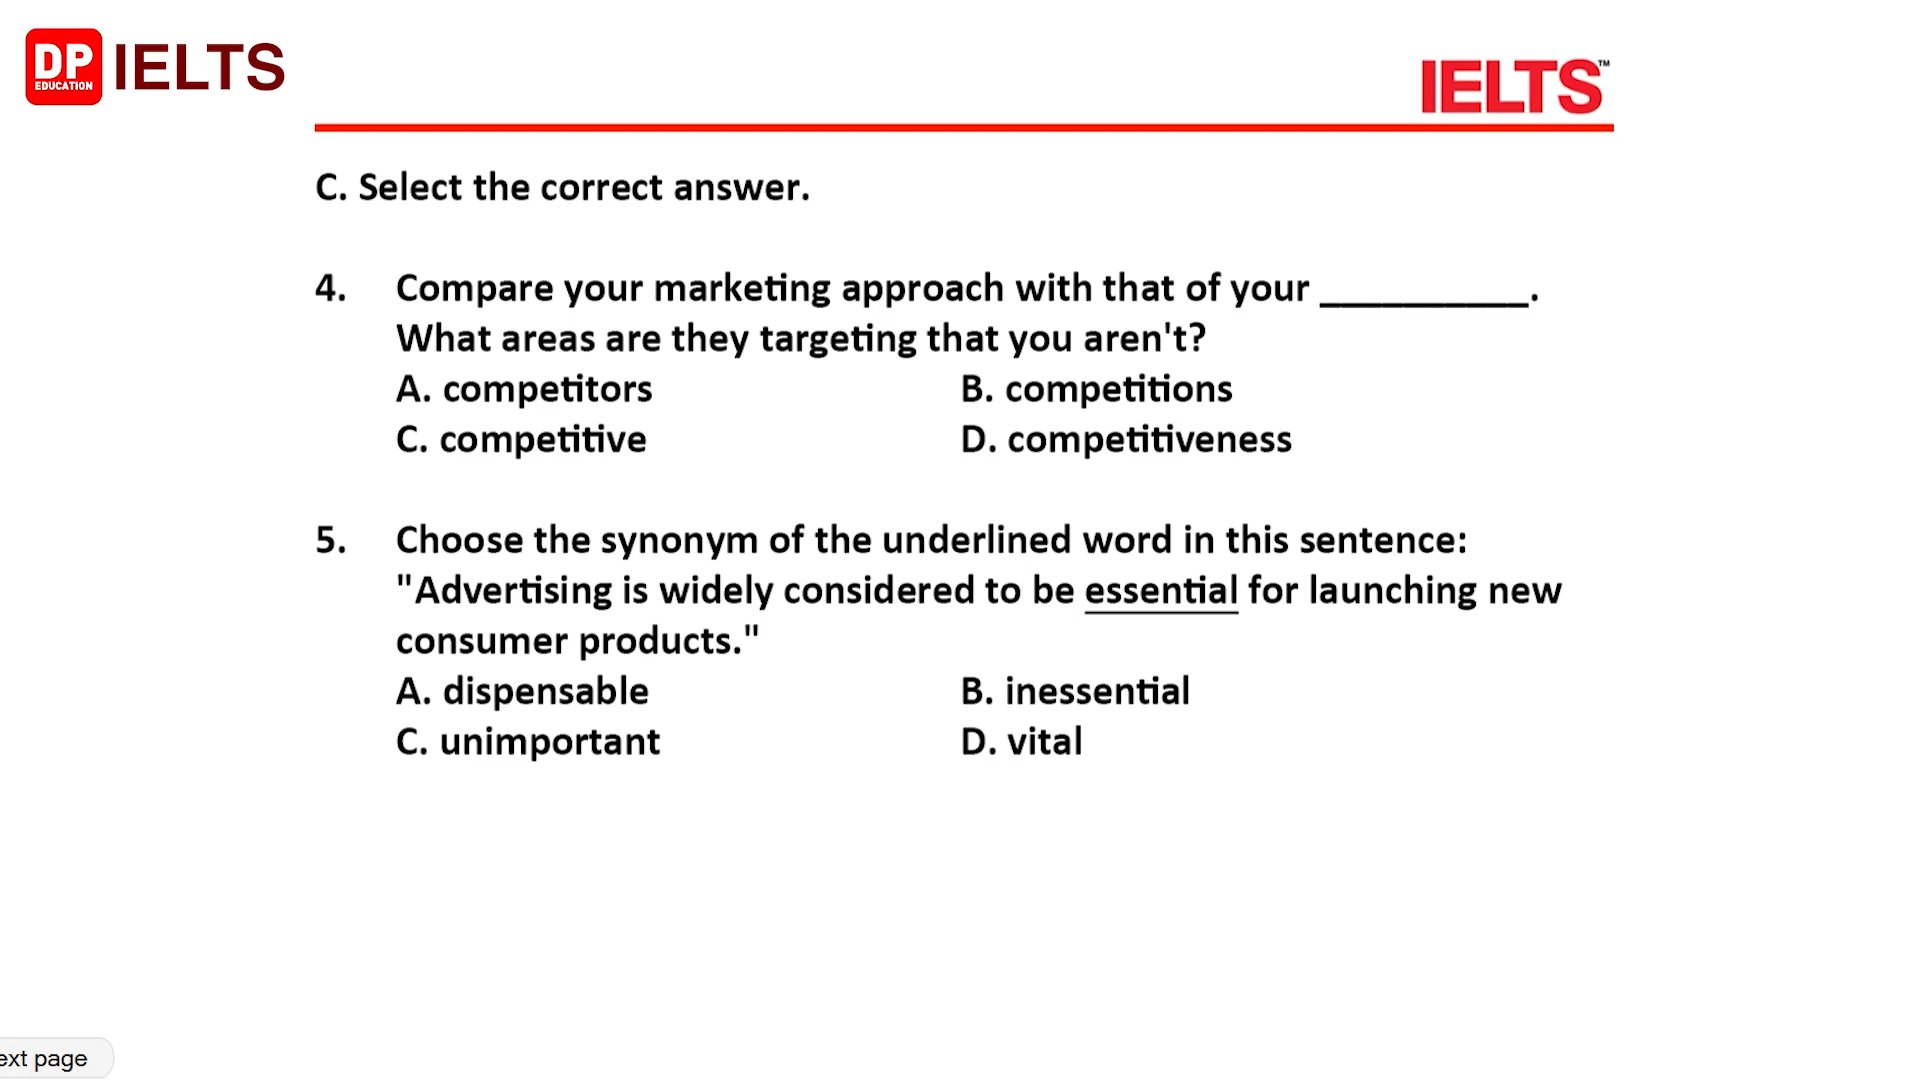 DP
EDUCATION
IELTS
IELTS™
C. Select the correct answer.
4. Compare your marketing approach with that of your __________.
What areas are they targeting that you aren't?
A. competitors B. competitions
C. competitive D. competitiveness
5. Choose the synonym of the underlined word in this sentence:
"Advertising is widely considered to be essential for launching new
consumer products."
A. dispensable B. inessential
C. unimportant D. vital
ext page